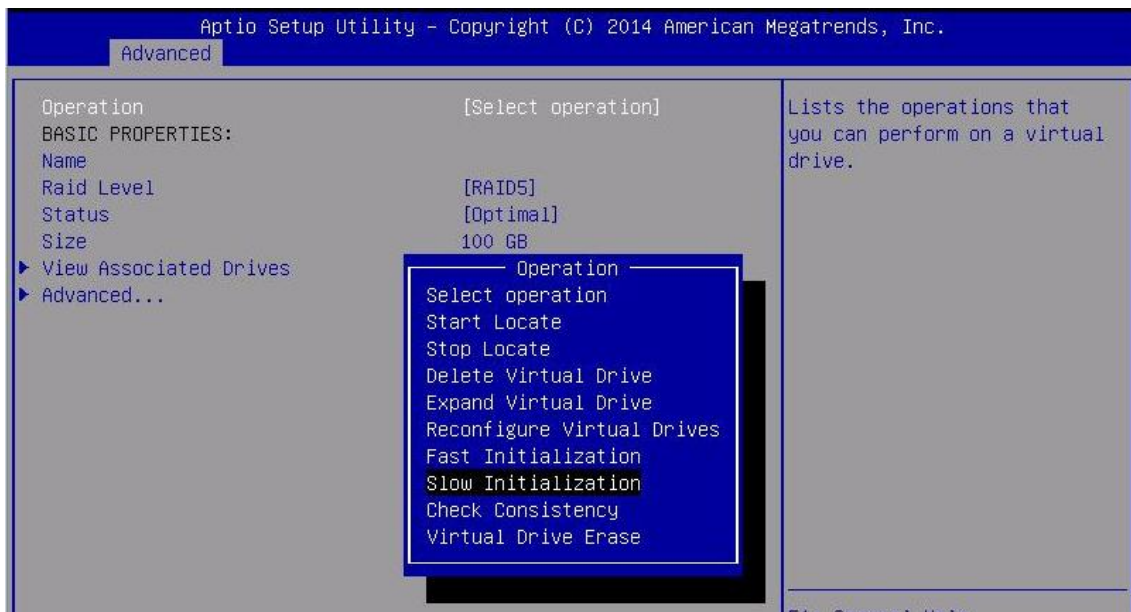 Aptio Setup Utility – Copyright (C) 2014 American Megatrends, Inc.
Advanced
Operation [Select operation]
BASIC PROPERTIES:
Name
Raid Level [RAID5]
Status [Optimal]
Size 100 GB
View Associated Drives
Advanced...
Operation
Select operation
Start Locate
Stop Locate
Delete Virtual Drive
Expand Virtual Drive
Reconfigure Virtual Drives
Fast Initialization
Slow Initialization
Check Consistency
Virtual Drive Erase
Lists the operations that
you can perform on a virtual
drive.